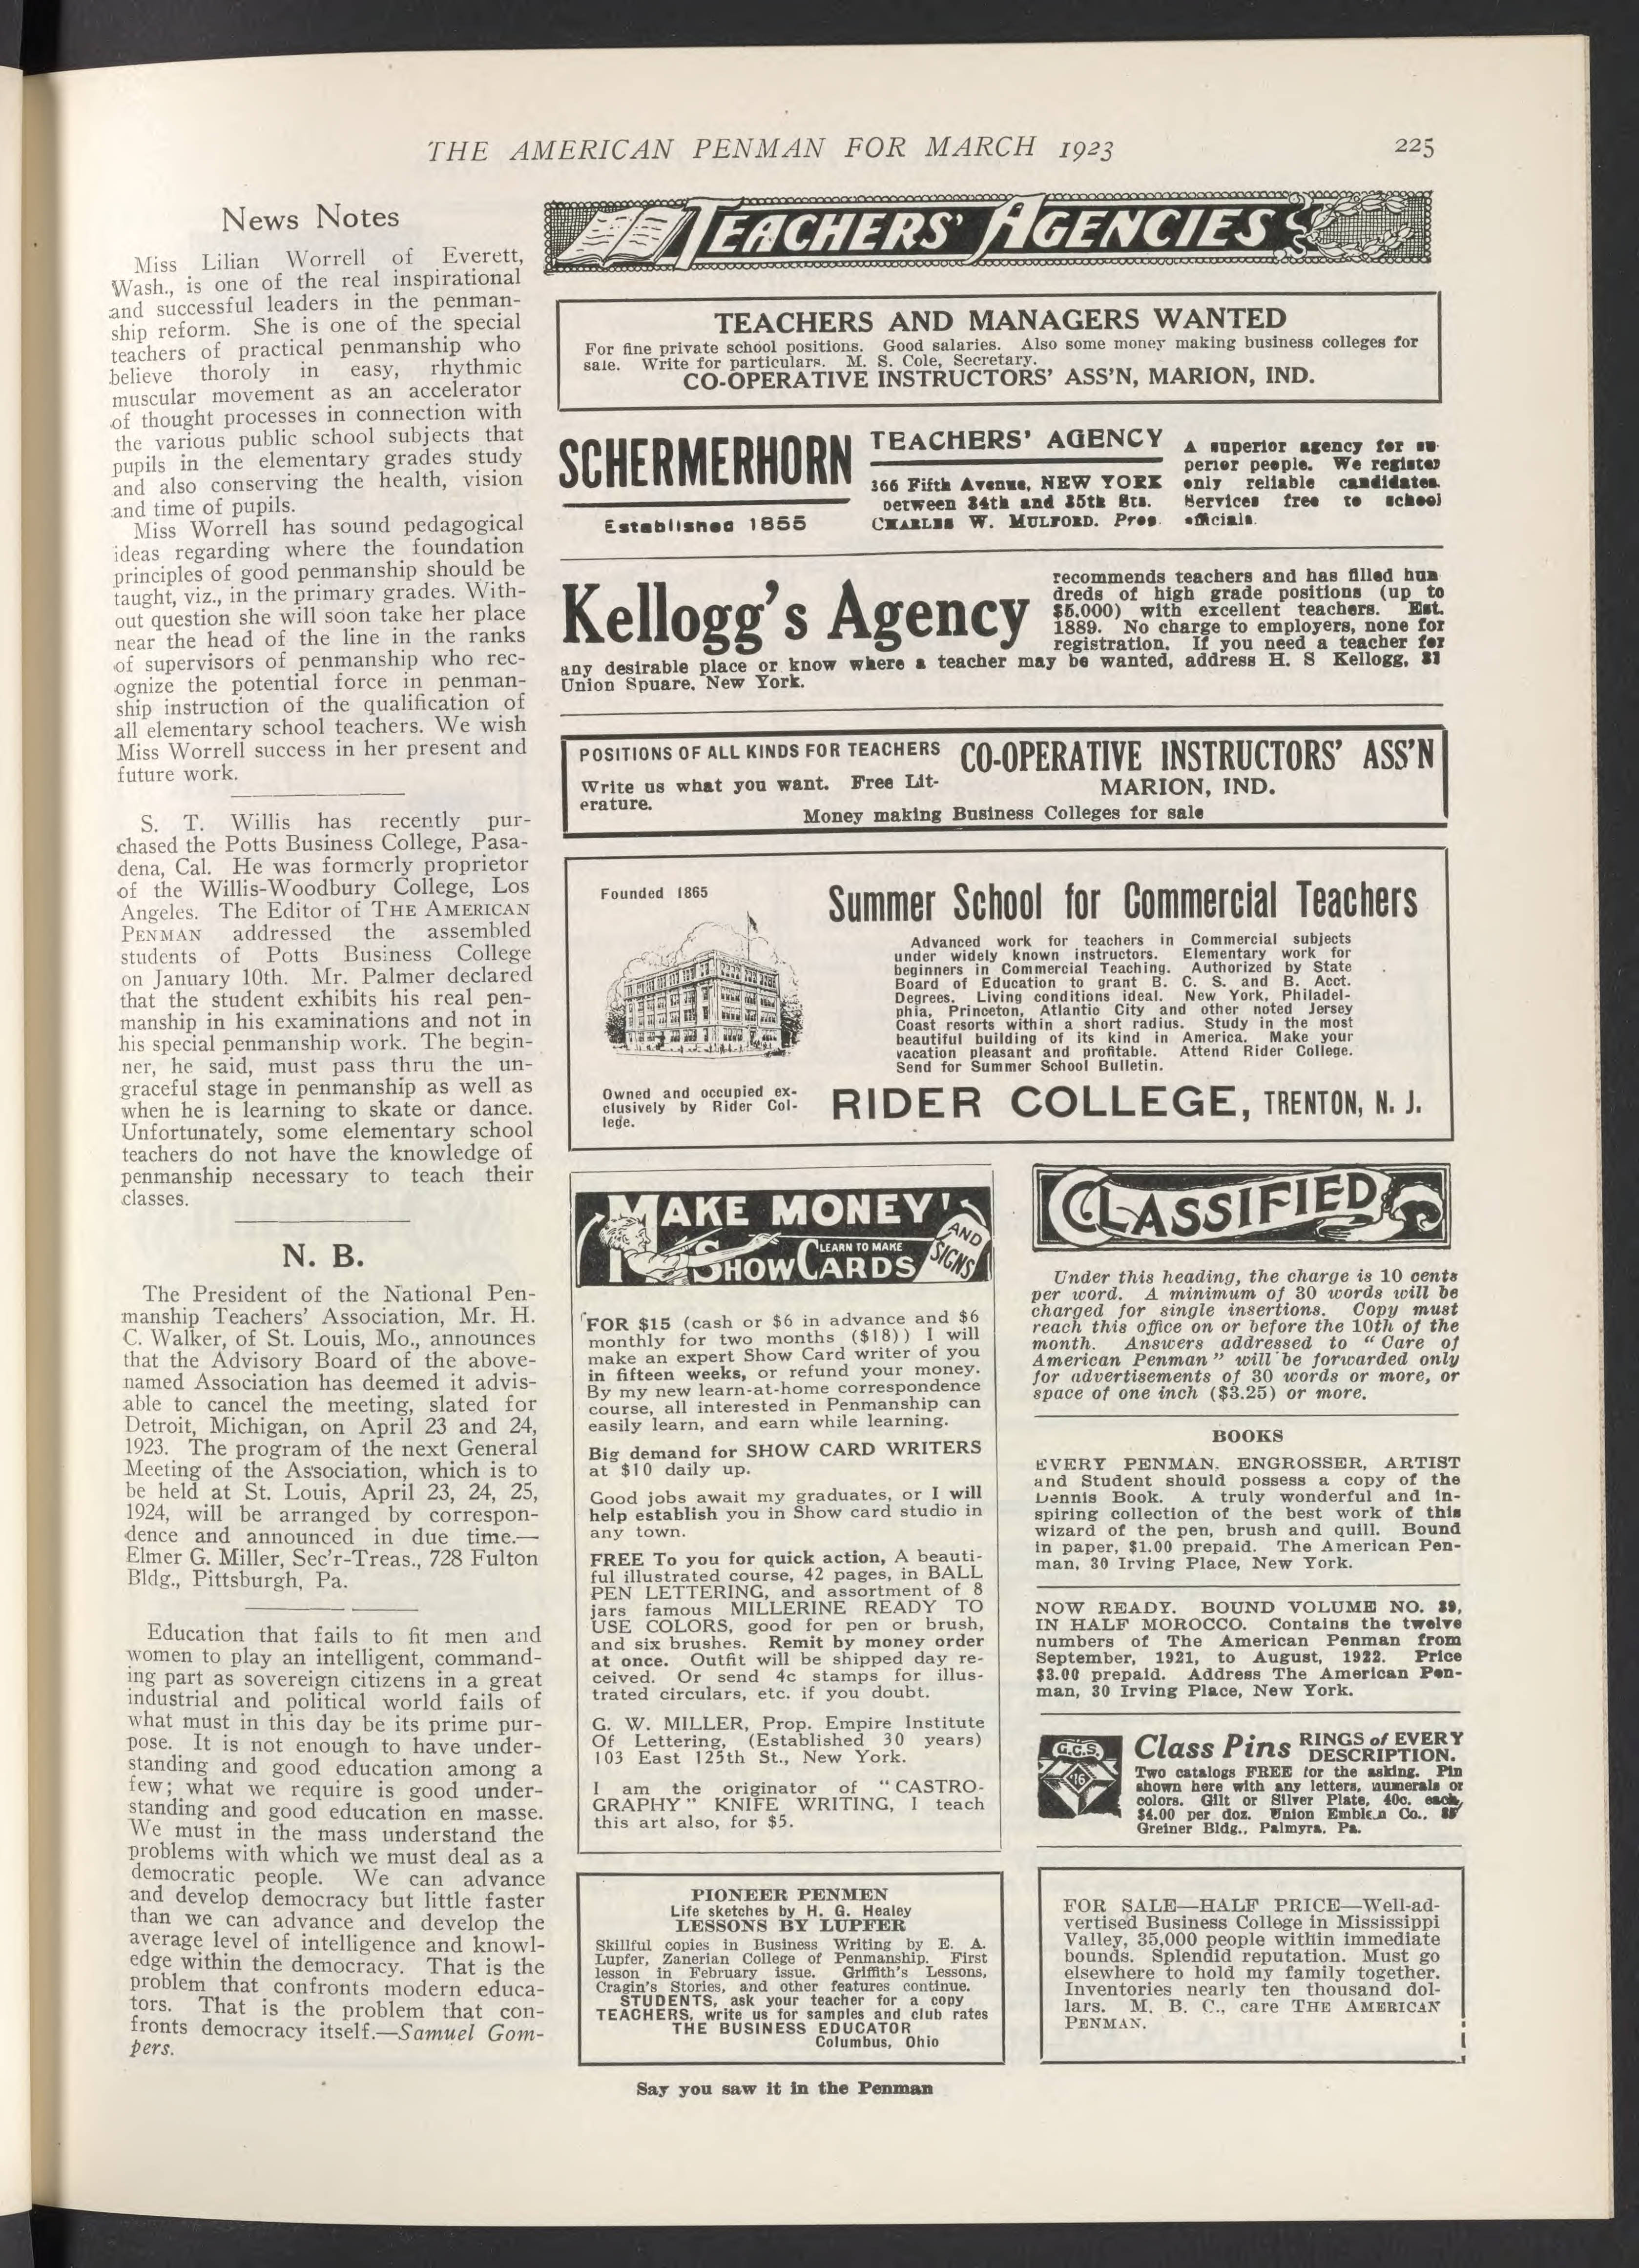 THE AMERICAN PENMAN FOR MARCH 1923
225
News Notes
Miss Lilian Worrell of Everett,
Wash., is one of the real inspirational
and successful leaders in the penman-
ship reform. She is one of the special
teachers of practical penmanship who
believe thoroly in easy, rhythmic
muscular movement as an accelerator
of thought processes in connection with
the various public school subjects that
pupils in the elementary grades study
and also conserving the health, vision
and time of pupils.
Miss Worrell has sound pedagogical
ideas regarding where the foundation
principles of good penmanship should be
taught, viz., in the primary grades. With-
out question she will soon take her place
near the head of the line in the ranks
of supervisors of penmanship who rec-
ognize the potential force in penman-
ship instruction of the qualification of
all elementary school teachers. We wish
Miss Worrell success in her present and
future work.
S. T. Willis has recently pur-
chased the Potts Business College, Pasa-
dena, Cal. He was formerly proprietor
of the Willis-Woodbury College, Los
Angeles. The Editor of THE AMERICAN
PENMAN addressed the assembled
students of Potts Business College
on January 10th. Mr. Palmer declared
that the student exhibits his real pen-
manship in his examinations and not in
his special penmanship work. The begin-
ner, he said, must pass thru the un-
graceful stage in penmanship as well as
when he is learning to skate or dance.
Unfortunately, some elementary school
teachers do not have the knowledge of
penmanship necessary to teach their
classes.
N. B.
The President of the National Pen-
manship Teachers' Association, Mr. H.
C. Walker, of St. Louis, Mo., announces
that the Advisory Board of the above-
named Association has deemed it advis-
able to cancel the meeting, slated for
Detroit, Michigan, on April 23 and 24,
1923. The program of the next General
Meeting of the Association, which is to
be held at St. Louis, April 23, 24, 25,
1924, will be arranged by correspon-
dence and announced in due time.—
Elmer G. Miller, Sec'r-Treas., 728 Fulton
Bldg., Pittsburgh, Pa.
Education that fails to fit men and
women to play an intelligent, command-
ing part as sovereign citizens in a great
industrial and political world fails of
what must in this day be its prime pur-
pose. It is not enough to have under-
standing and good education among a
few; what we require is good under-
standing and good education en masse.
We must in the mass understand the
problems with which we must deal as a
democratic people. We can advance
and develop democracy but little faster
than we can advance and develop the
average level of intelligence and knowl-
edge within the democracy. That is the
problem that confronts modern educa-
tors. That is the problem that con-
fronts democracy itself.—Samuel Gom-
pers.
TEACHERS' AGENCIES
TEACHERS AND MANAGERS WANTED
For fine private school positions. Good salaries. Also some money making business colleges for
sale. Write for particulars. M. S. Cole, Secretary.
CO-OPERATIVE INSTRUCTORS' ASS'N, MARION, IND.
SCHERMERHORN
Established 1855
TEACHERS' AGENCY
366 Fifth Avenue, NEW YORK
between 34th and 35th Sts.
CHARLES W. MULFORD. Pres.
A superior agency for su-
perior people. We register
only reliable candidates.
Services free to school
officials.
Kellogg's Agency
recommends teachers and has filled hun
dreds of high grade positions (up to
$5,000) with excellent teachers. Est.
1889. No charge to employers, none for
registration. If you need a teacher for
any desirable place or know where a teacher may be wanted, address H. S Kellogg, 31
Union Spuare, New York.
POSITIONS OF ALL KINDS FOR TEACHERS
Write us what you want. Free Lit-
erature.
CO-OPERATIVE INSTRUCTORS' ASS'N
MARION, IND.
Money making Business Colleges for sale
Founded 1865
Owned and occupied ex-
clusively by Rider Col-
lege.
Summer School for Commercial Teachers
Advanced work for teachers in Commercial subjects
under widely known instructors. Elementary work for
beginners in Commercial Teaching. Authorized by State
Board of Education to grant B. C. S. and B. Acct.
Degrees. Living conditions ideal. New York, Philadel-
phia, Princeton, Atlantic City and other noted Jersey
Coast resorts within a short radius. Study in the most
beautiful building of its kind in America. Make your
vacation pleasant and profitable. Attend Rider College.
Send for Summer School Bulletin.
RIDER COLLEGE, TRENTON, N. J.
MAKE MONEY!
LEARN TO MAKE
SHOW CARDS
AND
SIGNS
FOR $15 (cash or $6 in advance and $6
monthly for two months ($18)) I will
make an expert Show Card writer of you
in fifteen weeks, or refund your money.
By my new learn-at-home correspondence
course, all interested in Penmanship can
easily learn, and earn while learning.
Big demand for SHOW CARD WRITERS
at $10 daily up.
Good jobs await my graduates, or I will
help establish you in Show card studio in
any town.
FREE To you for quick action, A beauti-
ful illustrated course, 42 pages, in BALL
PEN LETTERING, and assortment of 8
jars famous MILLERINE READY TO
USE COLORS, good for pen or brush,
and six brushes. Remit by money order
at once. Outfit will be shipped day re-
ceived. Or send 4c stamps for illus-
trated circulars, etc. if you doubt.
G. W. MILLER, Prop. Empire Institute
Of Lettering, (Established 30 years)
103 East 125th St., New York.
I am the originator of "CASTRO-
GRAPHY" KNIFE WRITING, I teach
this art also, for $5.
PIONEER PENMEN
Life sketches by H. G. Healey
LESSONS BY LUPFER
Skillful copies in Business Writing by E. A.
Lupfer, Zanerian College of Penmanship. First
lesson in February issue. Griffith's Lessons,
Cragin's Stories, and other features continue.
STUDENTS, ask your teacher for a copy
TEACHERS, write us for samples and club rates
THE BUSINESS EDUCATOR
Columbus, Ohio
CLASSIFIED
Under this heading, the charge is 10 cents
per word. A minimum of 30 words will be
charged for single insertions. Copy must
reach this office on or before the 10th of the
month. Answers addressed to "Care of
American Penman" will be forwarded only
for advertisements of 30 words or more, or
space of one inch ($3.25) or more.
BOOKS
EVERY PENMAN. ENGROSSER, ARTIST
and Student should possess a copy of the
Dennis Book. A truly wonderful and in-
spiring collection of the best work of this
wizard of the pen, brush and quill. Bound
in paper, $1.00 prepaid. The American Pen-
man, 30 Irving Place, New York.
NOW READY. BOUND VOLUME NO. 39,
IN HALF MOROCCO. Contains the twelve
numbers of The American Penman from
September, 1921, to August, 1922. Price
$3.00 prepaid. Address The American Pen-
man, 30 Irving Place, New York.
G.C.S.
'16
Class Pins RINGS of EVERY
DESCRIPTION.
Two catalogs FREE for the asking. Pin
shown here with any letters, numerals or
colors. Gilt or Silver Plate, 40c. each,
$4.00 per doz. Union Emblem Co.,
Greiner Bldg., Palmyra. Pa.
FOR SALE—HALF PRICE—Well-ad-
vertised Business College in Mississippi
Valley, 35,000 people within immediate
bounds. Splendid reputation. Must go
elsewhere to hold my family together.
Inventories nearly ten thousand dol-
lars. M. B. C., care THE AMERICAN
PENMAN.
Say you saw it in the Penman